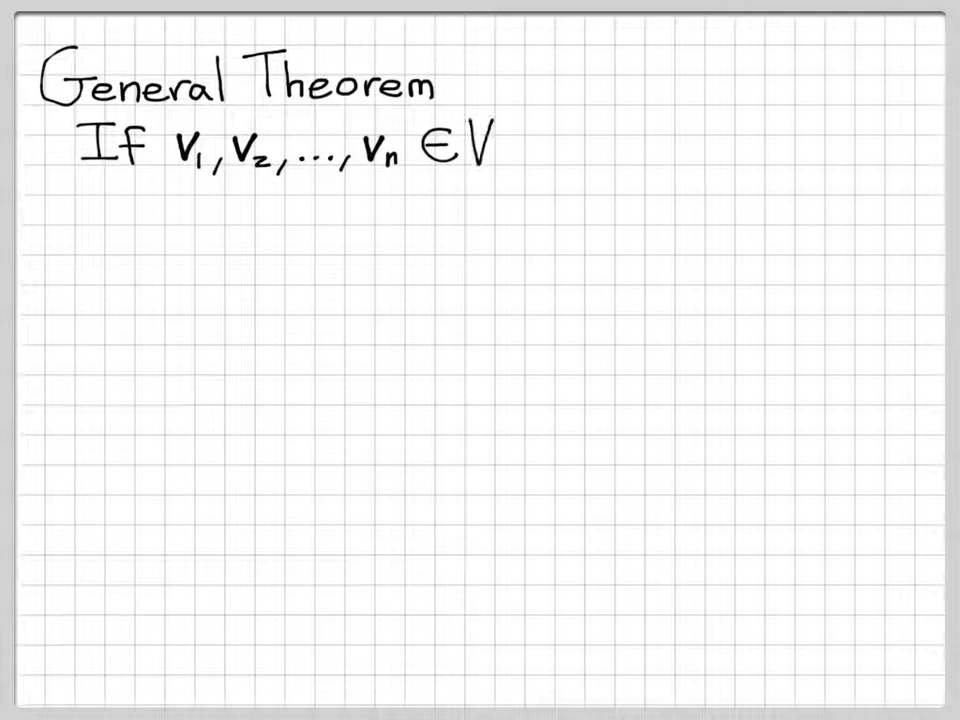 General Theorem
If v₁, v₂, ..., vₙ ∈ V